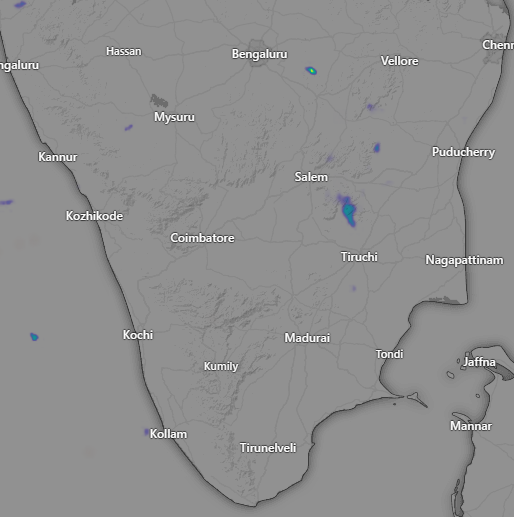 Hassan
Bengaluru
Chenn
ngaluru
Vellore
Mysuru
Kannur
Puducherry
Salem
Kozhikode
Coimbatore
Tiruchi
Nagapattinam
Kochi
Madurai
Tondi
Kumily
Jaffna
Mannar
Kollam
Tirunelveli